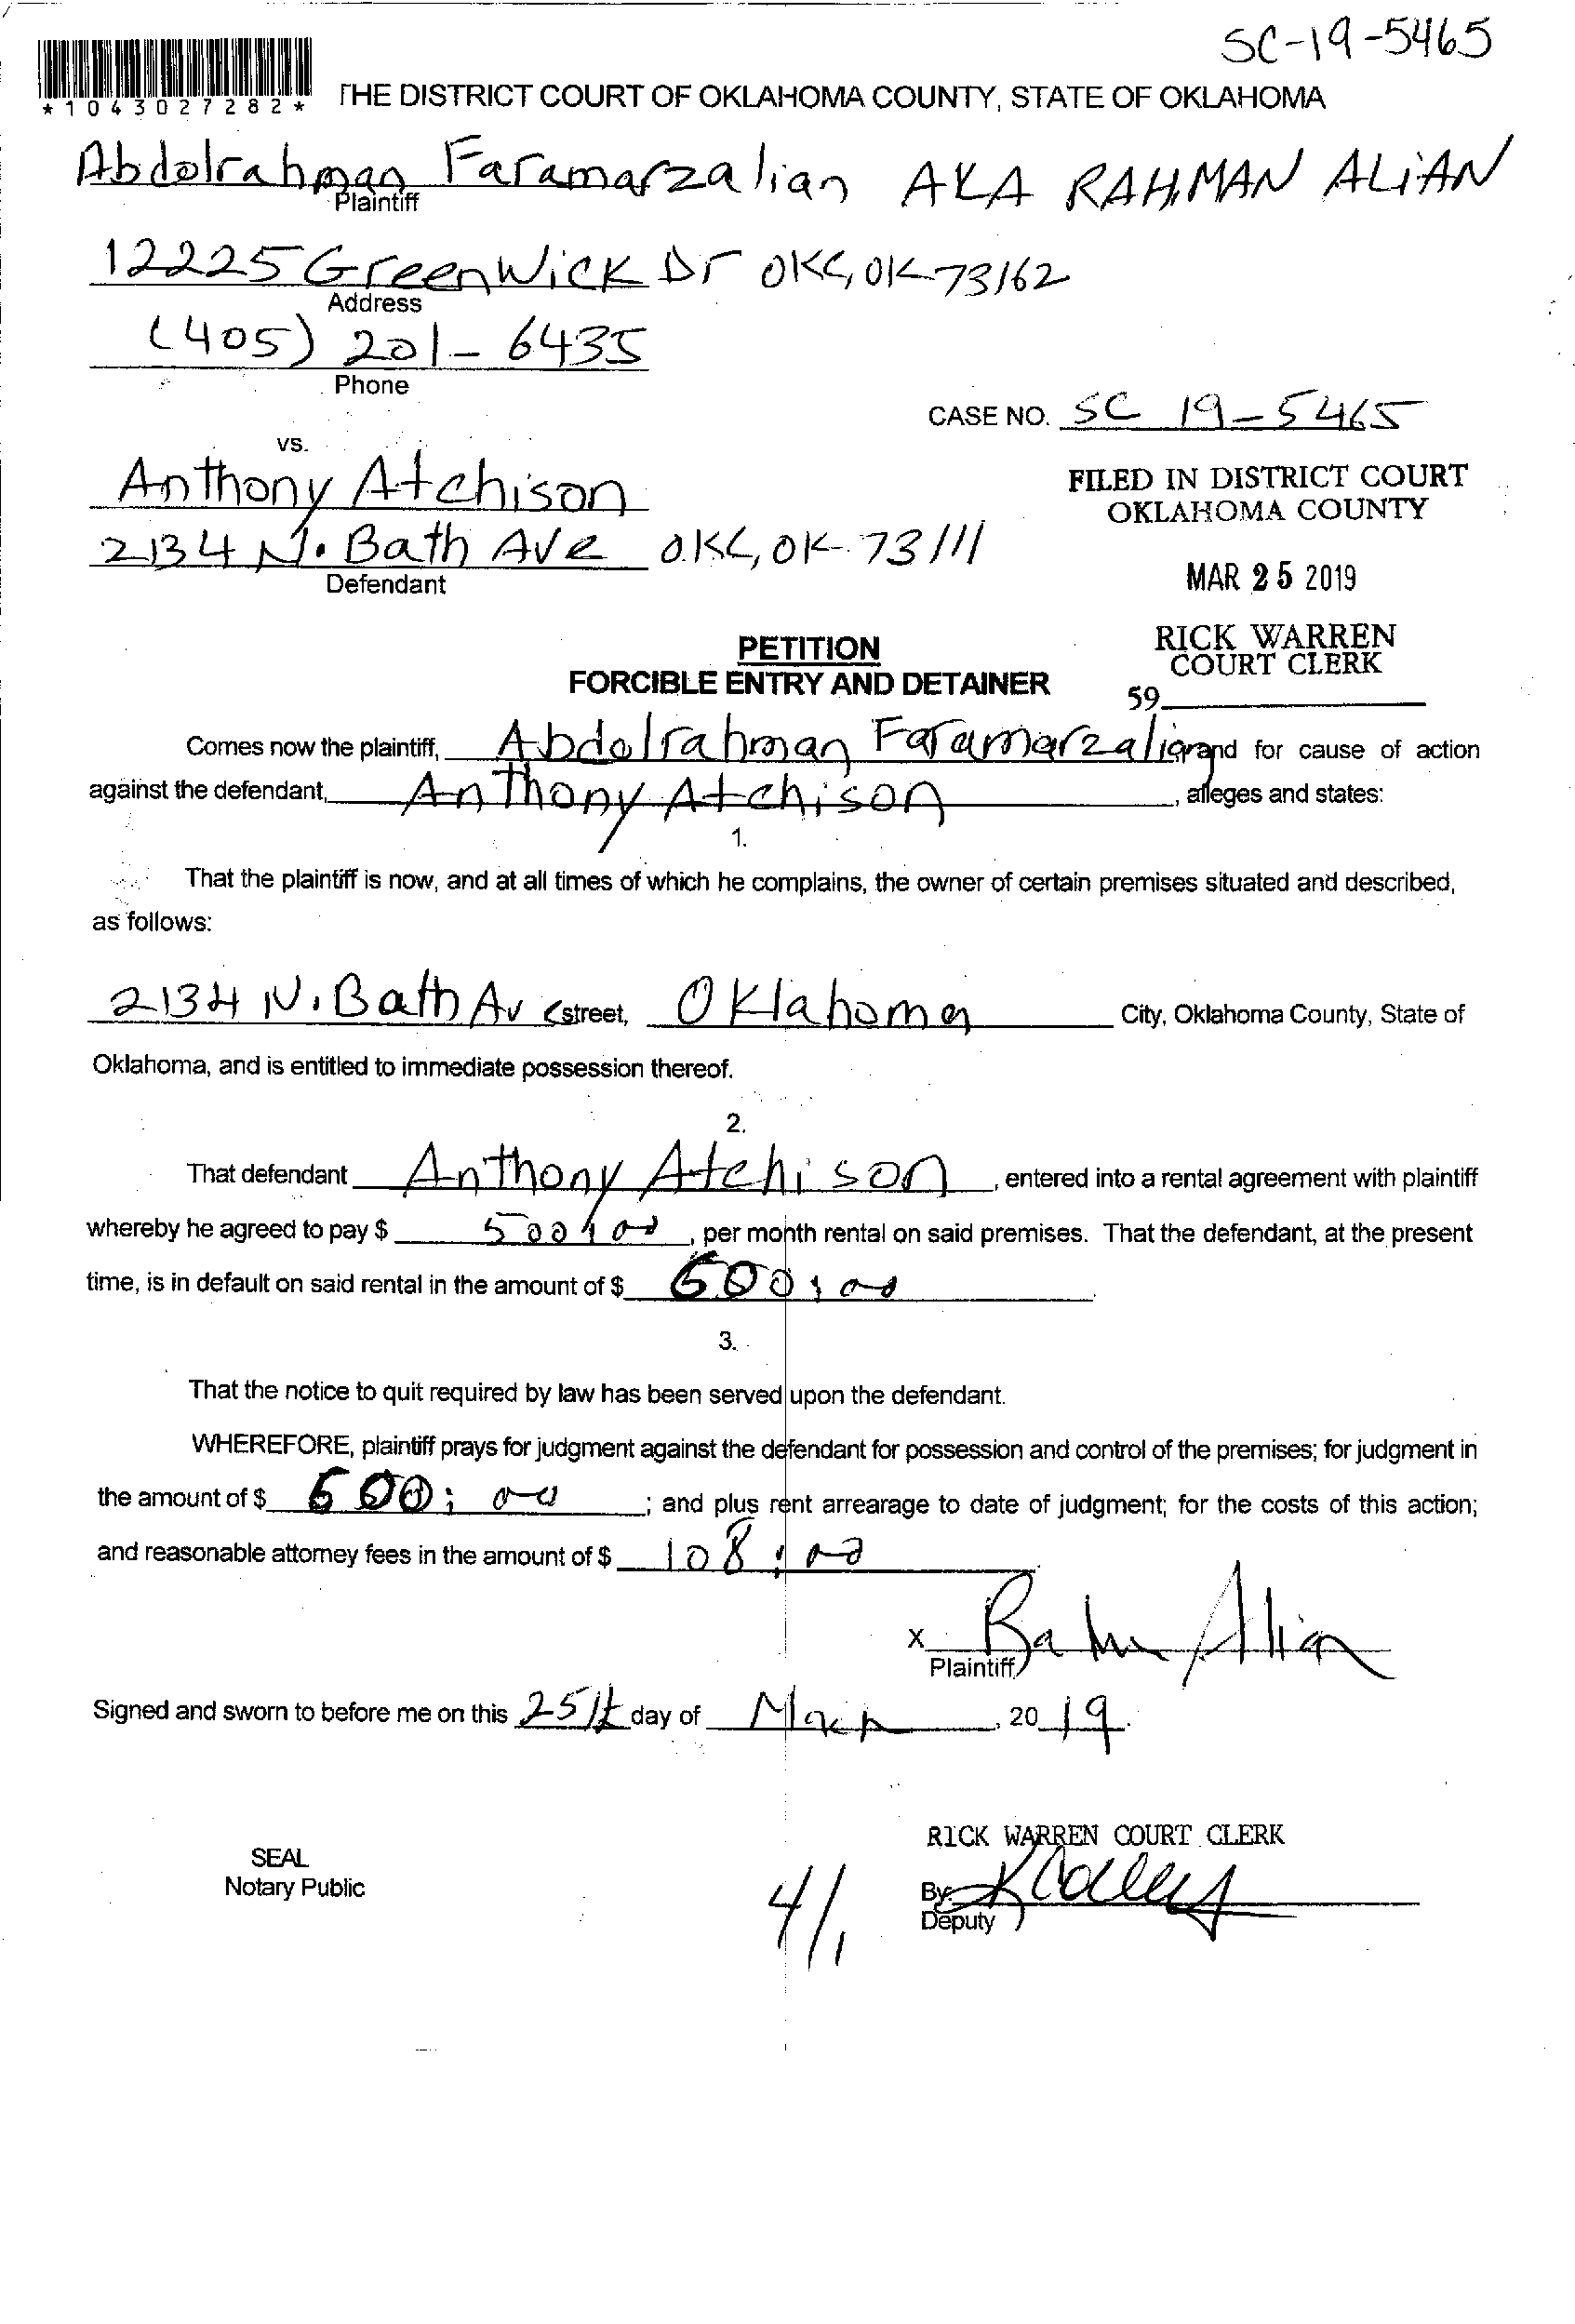 SC-19-5465
*1043027282*
THE DISTRICT COURT OF OKLAHOMA COUNTY, STATE OF OKLAHOMA
Abdolrahman Faramarzalian AKA RAHMAN ALiAN
Plaintiff
12225 GreenWick Dr OKC, OK 73162
Address
(405) 201-6435
Phone
CASE NO. SC 19-5465
vs.
Anthony Atchison
FILED IN DISTRICT COURT
OKLAHOMA COUNTY
2134 N. Bath Ave OKC, OK 73111
Defendant
MAR 25 2019
PETITION
RICK WARREN
COURT CLERK
FORCIBLE ENTRY AND DETAINER
59
Comes now the plaintiff, Abdolrahman Faramarzalian and for cause of action
against the defendant, Anthony Atchison, alleges and states:
1.
That the plaintiff is now, and at all times of which he complains, the owner of certain premises situated and described,
as follows:
2134 N. Bath Ave street, Oklahoma City, Oklahoma County, State of
Oklahoma, and is entitled to immediate possession thereof.
2.
That defendant Anthony Atchison, entered into a rental agreement with plaintiff
whereby he agreed to pay $ 500.00, per month rental on said premises. That the defendant, at the present
time, is in default on said rental in the amount of $
3.
That the notice to quit required by law has been served upon the defendant.
WHEREFORE, plaintiff prays for judgment against the defendant for possession and control of the premises; for judgment in
the amount of $ ; and plus rent arrearage to date of judgment; for the costs of this action;
and reasonable attorney fees in the amount of $ 108.00
X
Plaintiff
Signed and sworn to before me on this 25th day of March, 2019.
RICK WARREN COURT CLERK
SEAL
Notary Public
4/1
By
Deputy